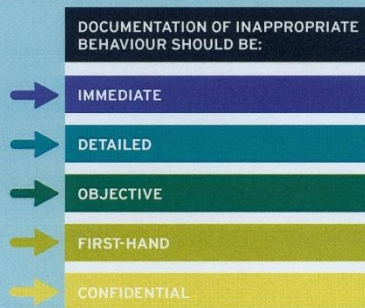 DOCUMENTATION OF INAPPROPRIATE
BEHAVIOUR SHOULD BE:
IMMEDIATE
DETAILED
OBJECTIVE
FIRST-HAND
CONFIDENTIAL